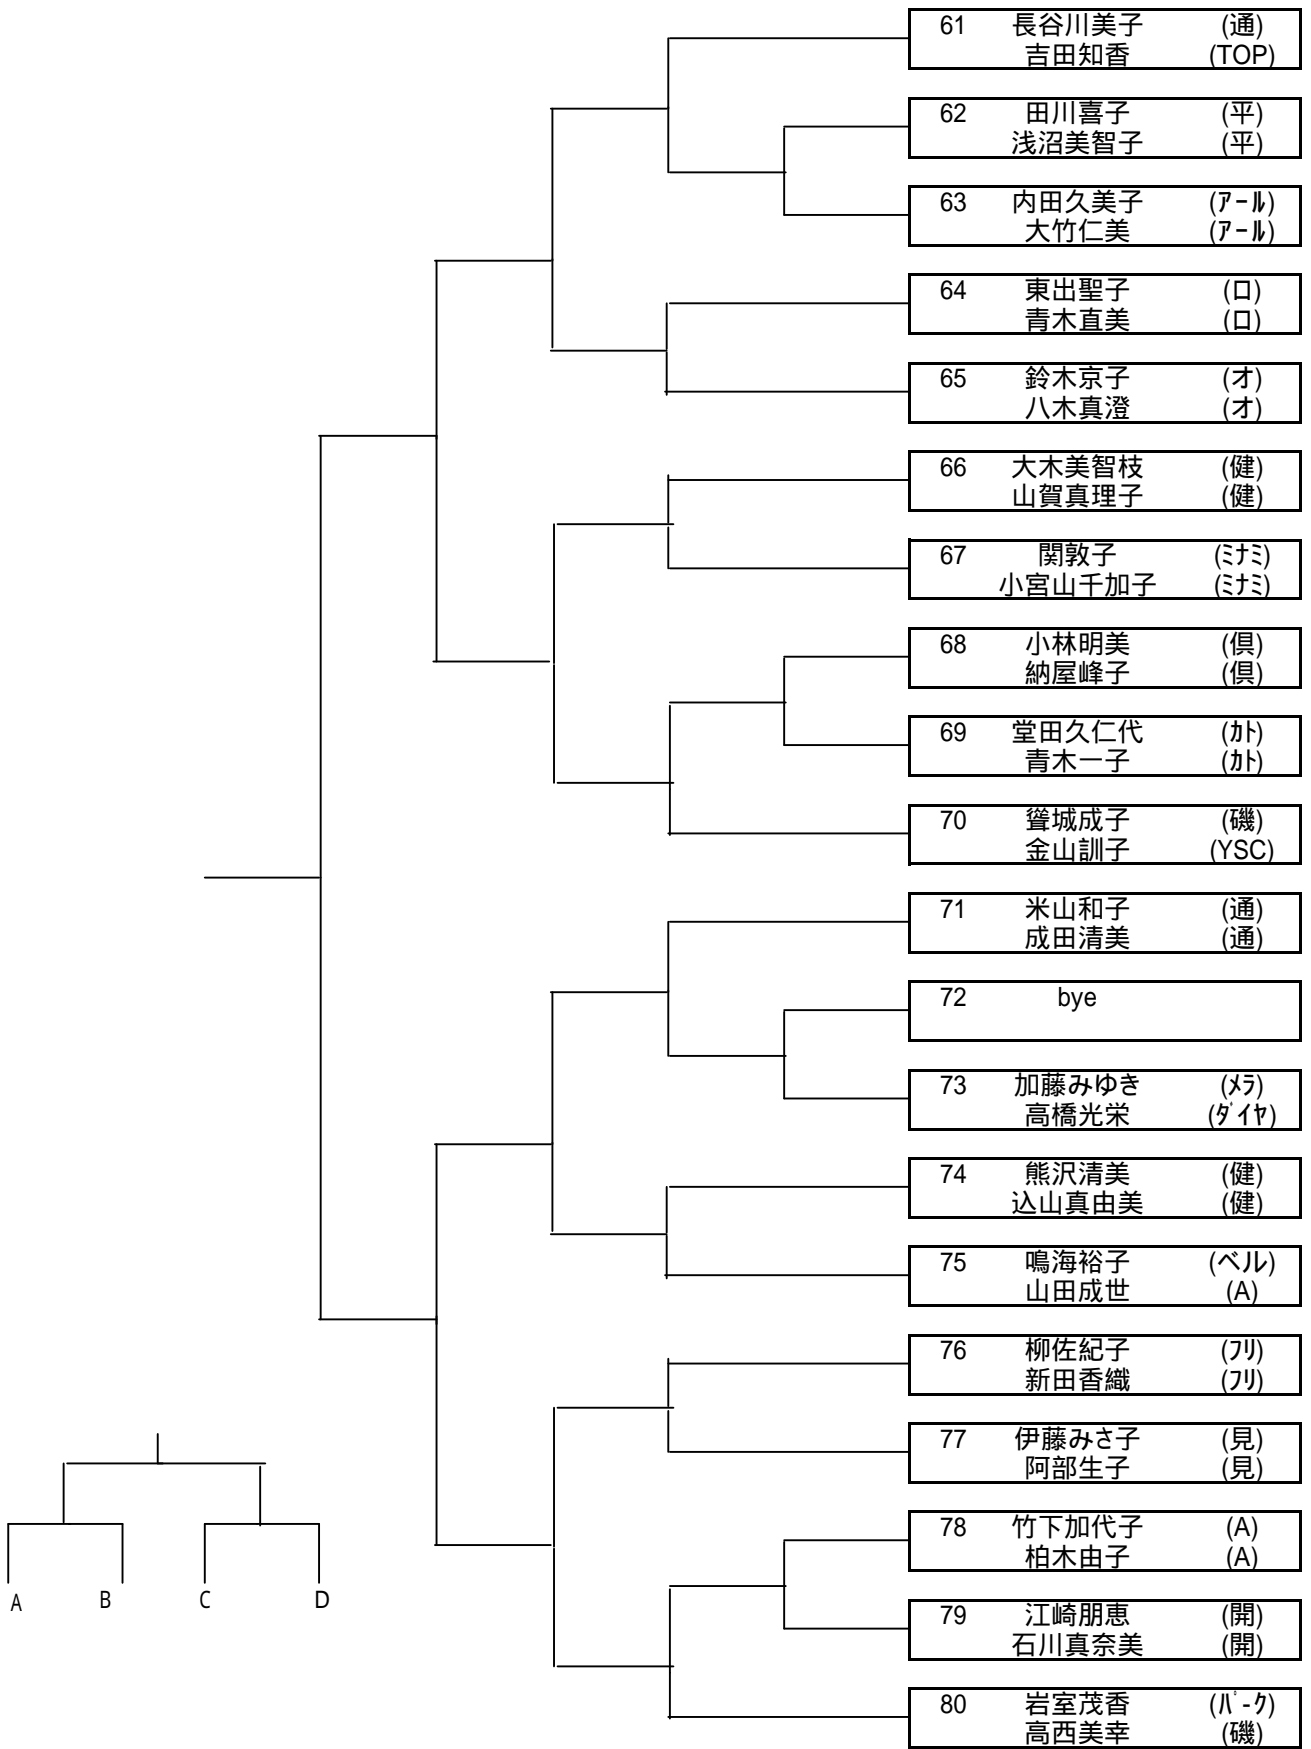 61 長谷川美子 (通)
吉田知香 (TOP)
62 田川喜子 (平)
浅沼美智子 (平)
63 内田久美子 (ｱｰﾙ)
大竹仁美 (ｱｰﾙ)
64 東出聖子 (ロ)
青木直美 (ロ)
65 鈴木京子 (オ)
八木真澄 (オ)
66 大木美智枝 (健)
山賀真理子 (健)
67 関敦子 (ﾐﾅﾐ)
小宮山千加子 (ﾐﾅﾐ)
68 小林明美 (倶)
納屋峰子 (倶)
69 堂田久仁代 (ｶﾄ)
青木一子 (ｶﾄ)
70 聳城成子 (磯)
金山訓子 (YSC)
71 米山和子 (通)
成田清美 (通)
72 bye
73 加藤みゆき (ﾒﾗ)
高橋光栄 (ﾀﾞｲﾔ)
74 熊沢清美 (健)
込山真由美 (健)
75 鳴海裕子 (ベル)
山田成世 (A)
76 柳佐紀子 (ﾌﾘ)
新田香織 (ﾌﾘ)
77 伊藤みさ子 (見)
阿部生子 (見)
78 竹下加代子 (A)
柏木由子 (A)
79 江崎朋恵 (開)
石川真奈美 (開)
80 岩室茂香 (ﾊﾟｰｸ)
高西美幸 (磯)
A B C D